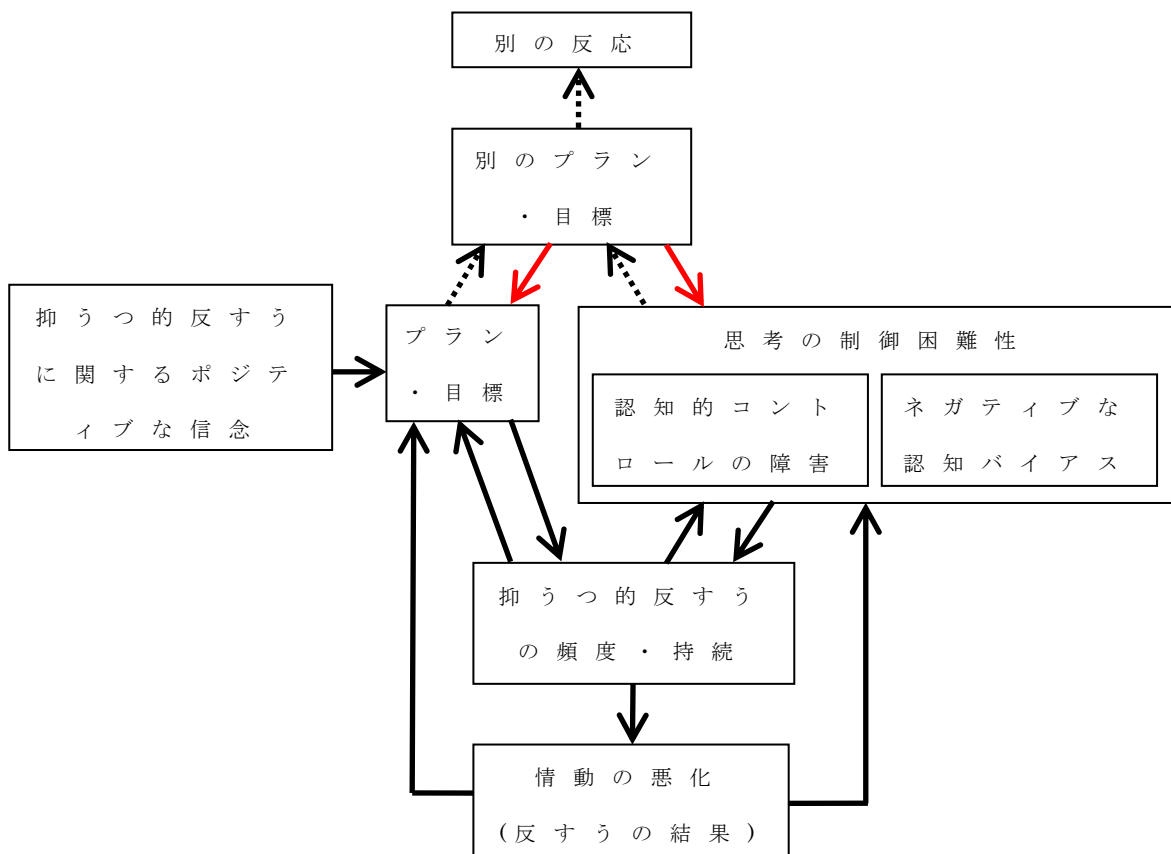 別の反応
別のプラン
・目標
抑うつ的反すう
に関するポジテ
ィブな信念
プラン
・目標
思考の制御困難性
認知的コント
ロールの障害
ネガティブな
認知バイアス
抑うつ的反すう
の頻度・持続
情動の悪化
(反すうの結果)